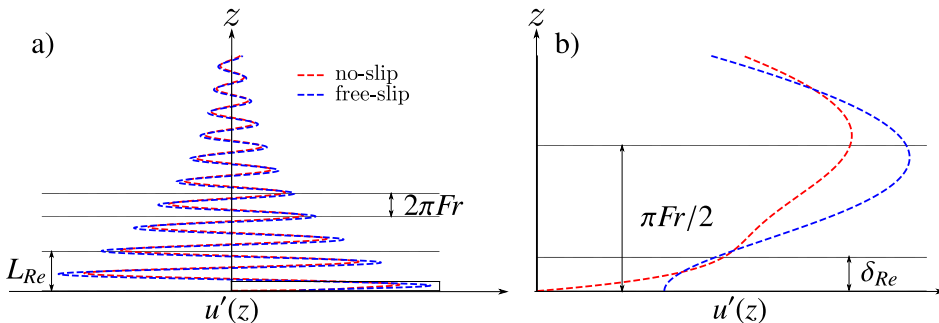 a)
z
no-slip
free-slip
2πFr
L_Re
u′(z)
b)
z
πFr/2
δ_Re
u′(z)